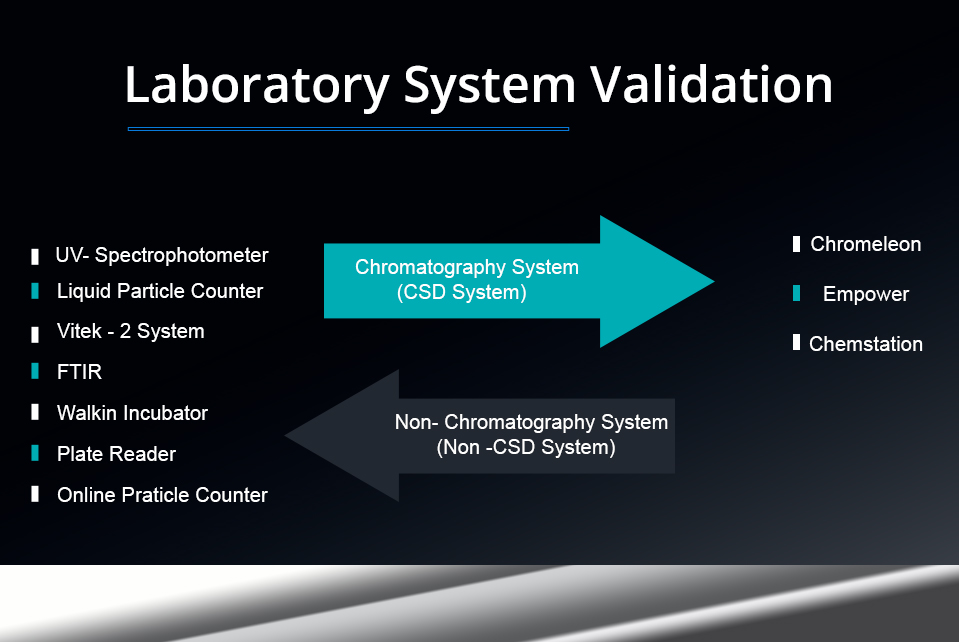 Laboratory System Validation
UV- Spectrophotometer
Liquid Particle Counter
Vitek - 2 System
FTIR
Walkin Incubator
Plate Reader
Online Praticle Counter
Chromatography System
(CSD System)
Non- Chromatography System
(Non -CSD System)
Chromeleon
Empower
Chemstation